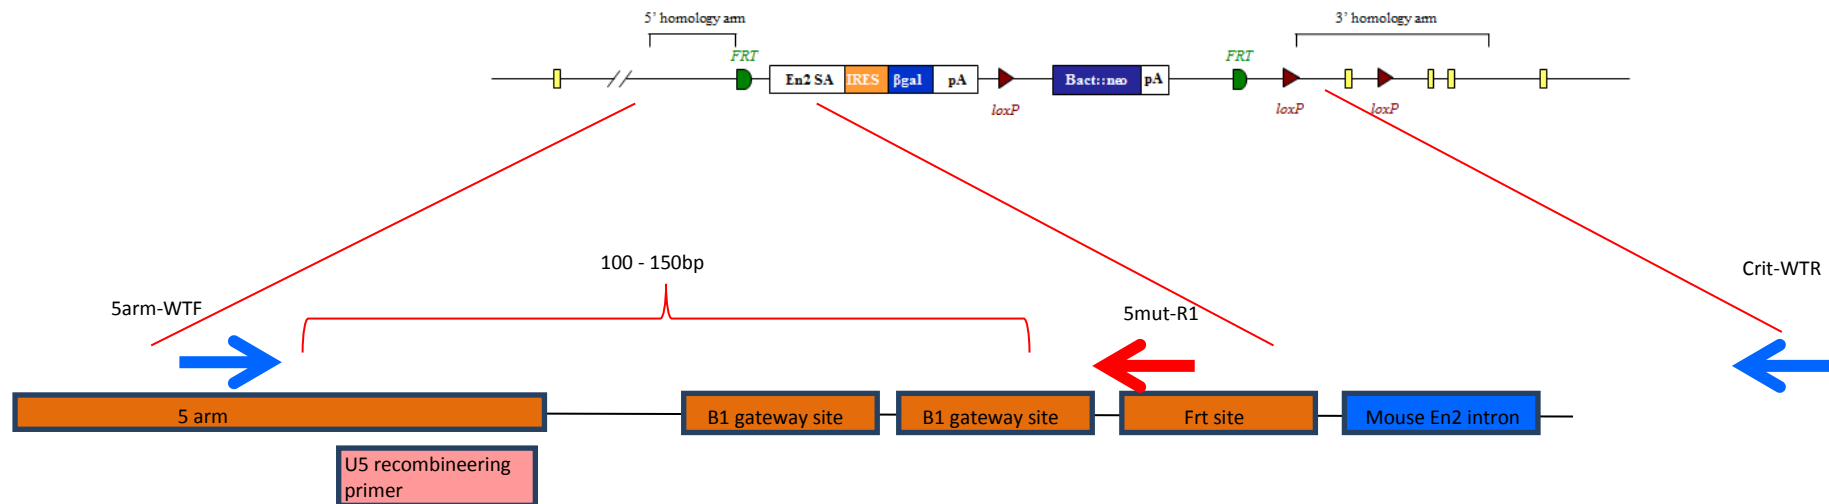 5' homology arm
3' homology arm
FRT
FRT
En2 SA IRES βgal pA
Bact::neo pA
loxP
loxP
loxP
100 - 150bp
Crit-WTR
5arm-WTF
5mut-R1
5 arm
B1 gateway site
B1 gateway site
Frt site
Mouse En2 intron
U5 recombineering
primer